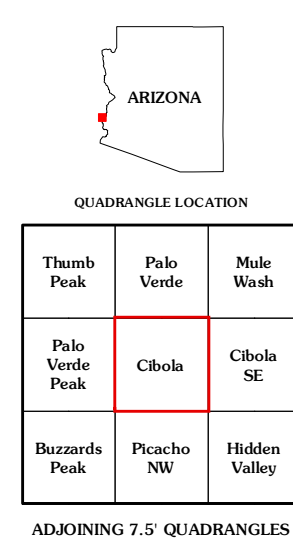 ARIZONA
QUADRANGLE LOCATION
Thumb
Peak
Palo
Verde
Mule
Wash
Palo
Verde
Peak
Cibola
Cibola
SE
Buzzards
Peak
Picacho
NW
Hidden
Valley
ADJOINING 7.5' QUADRANGLES